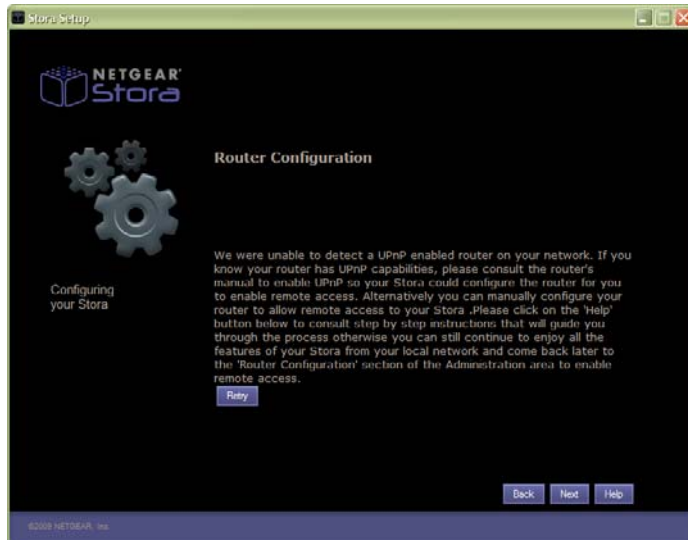 Stora Setup
NETGEAR
Stora
Router Configuration
We were unable to detect a UPnP enabled router on your network. If you
know your router has UPnP capabilities, please consult the router's
manual to enable UPnP so your Stora could configure the router for you
to enable remote access. Alternatively you can manually configure your
router to allow remote access to your Stora .Please click on the 'Help'
button below to consult step by step instructions that will guide you
through the process otherwise you can still continue to enjoy all the
features of your Stora from your local network and come back later to
the 'Router Configuration' section of the Administration area to enable
remote access.
Configuring
your Stora
Retry
Back Next Help
©2009 NETGEAR, Inc.